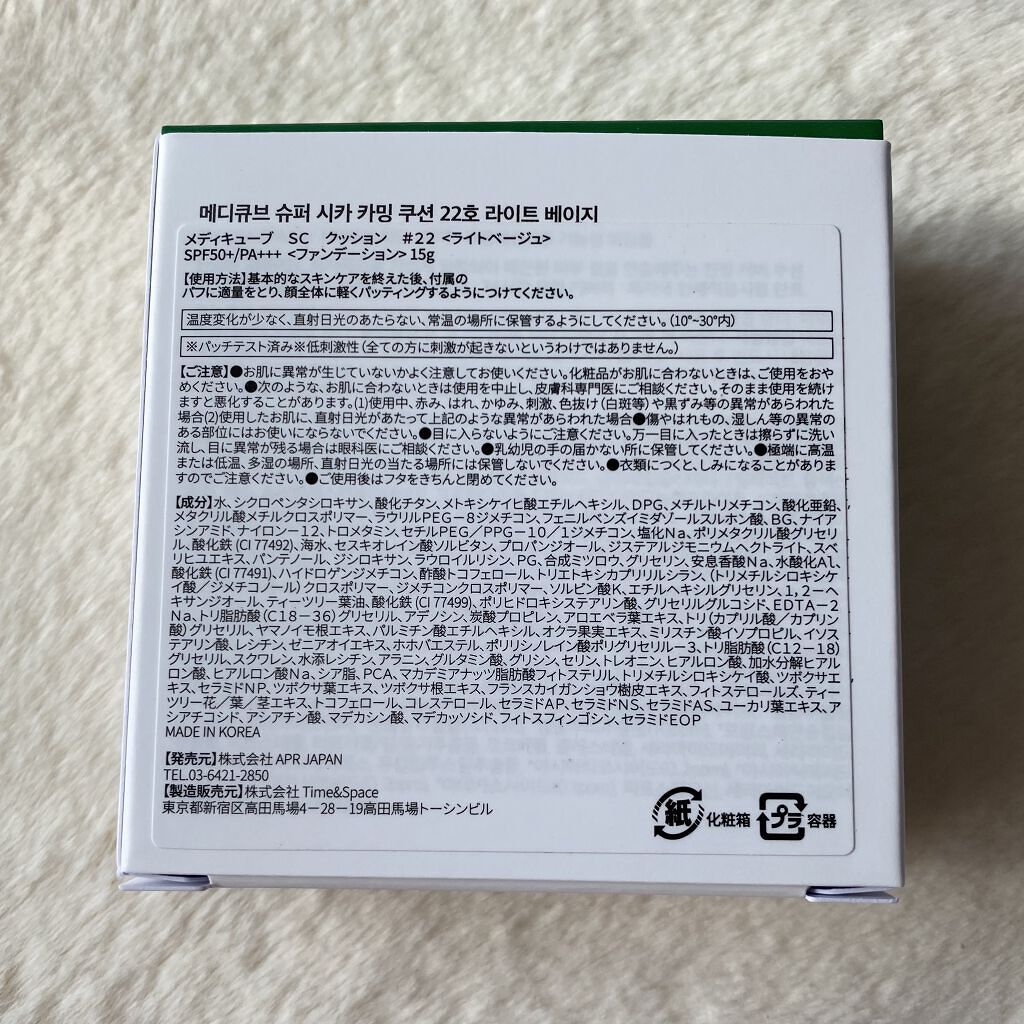 메디큐브 슈퍼 시카 카밍 쿠션 22호 라이트 베이지
メディキューブ　SC　クッション　#22 <ライトベージュ>
SPF50+/PA+++ <ファンデーション> 15g
【使用方法】基本的なスキンケアを終えた後、付属の
パフに適量をとり、顔全体に軽くパッティングするようにつけてください。
温度変化が少なく、直射日光のあたらない、常温の場所に保管するようにしてください。(10°~30°内)
※パッチテスト済み※低刺激性(全ての方に刺激が起きないというわけではありません。)
【ご注意】●お肌に異常が生じていないかよく注意してお使いください。化粧品がお肌に合わないときは、ご使用をおや
めください。●次のような、お肌に合わないときは使用を中止し、皮膚科専門医にご相談ください。そのまま使用を続け
ますと悪化することがあります。(1)使用中、赤み、はれ、かゆみ、刺激、色抜け(白斑等)や黒ずみ等の異常があらわれた
場合(2)使用したお肌に、直射日光があたって上記のような異常があらわれた場合●傷やはれもの、湿しん等の異常の
ある部位にはお使いにならないでください。●目に入らないようにご注意ください。万一目に入ったときは擦らずに洗い
流し、目に異常が残る場合は眼科医にご相談ください。●乳幼児の手の届かない所に保管してください。●極端に高温
または低温、多湿の場所、直射日光の当たる場所には保管しないでください。●衣類につくと、しみになることがありま
すのでご注意ください。●ご使用後はフタをきちんと閉めてください。
【成分】水、シクロペンタシロキサン、酸化チタン、メトキシケイヒ酸エチルヘキシル、DPG、メチルトリメチコン、酸化亜鉛、
メタクリル酸メチルクロスポリマー、ラウリルPEG－8ジメチコン、フェニルベンズイミダゾールスルホン酸、BG、ナイア
シンアミド、ナイロン－12、トロメタミン、セチルPEG／PPG－10／1ジメチコン、塩化Na、ポリメタクリル酸グリセリ
ル、酸化鉄(CI 77492)、海水、セスキオレイン酸ソルビタン、プロパンジオール、ジステアルジモニウムヘクトライト、スベ
リヒユエキス、パンテノール、ジシロキサン、ラウロイルリシン、PG、合成ミツロウ、グリセリン、安息香酸Na、水酸化Al、
酸化鉄(CI 77491)、ハイドロゲンジメチコン、酢酸トコフェロール、トリエトキシカプリリルシラン、(トリメチルシロキシケ
イ酸／ジメチコノール)クロスポリマー、ジメチコンクロスポリマー、ソルビン酸K、エチルヘキシルグリセリン、1,2－ヘ
キサンジオール、ティーツリー葉油、酸化鉄(CI 77499)、ポリヒドロキシステアリン酸、グリセリルグルコシド、EDTA－2
Na、トリ脂肪酸(C18－36)グリセリル、アデノシン、炭酸プロピレン、アロエベラ葉エキス、トリ(カプリル酸／カプリン
酸)グリセリル、ヤマノイモ根エキス、パルミチン酸エチルヘキシル、オクラ果実エキス、ミリスチン酸イソプロピル、イソス
テアリン酸、レシチン、ゼニアオイエキス、ホホバエステル、ポリリシノレイン酸ポリグリセリル－3、トリ脂肪酸(C12－18)
グリセリル、スクワレン、水添レシチン、アラニン、グルタミン酸、グリシン、セリン、トレオニン、ヒアルロン酸、加水分解ヒアル
ロン酸、ヒアルロン酸Na、シア脂、PCA、マカデミアナッツ脂肪酸フィトステリル、トリメチルシロキシケイ酸、ツボクサエ
キス、セラミドNP、ツボクサ葉エキス、ツボクサ根エキス、フランスカイガンショウ樹皮エキス、フィトステロールズ、ティー
ツリー花／葉／茎エキス、トコフェロール、コレステロール、セラミドAP、セラミドNS、セラミドAS、ユーカリ葉エキス、ア
シアチコシド、アシアチン酸、マデカシン酸、マデカッソシド、フィトスフィンゴシン、セラミドEOP
MADE IN KOREA
【発売元】株式会社 APR JAPAN
TEL.03-6421-2850
【製造販売元】株式会社 Time&Space
東京都新宿区高田馬場4－28－19高田馬場トーシンビル
紙 化粧箱 プラ 容器